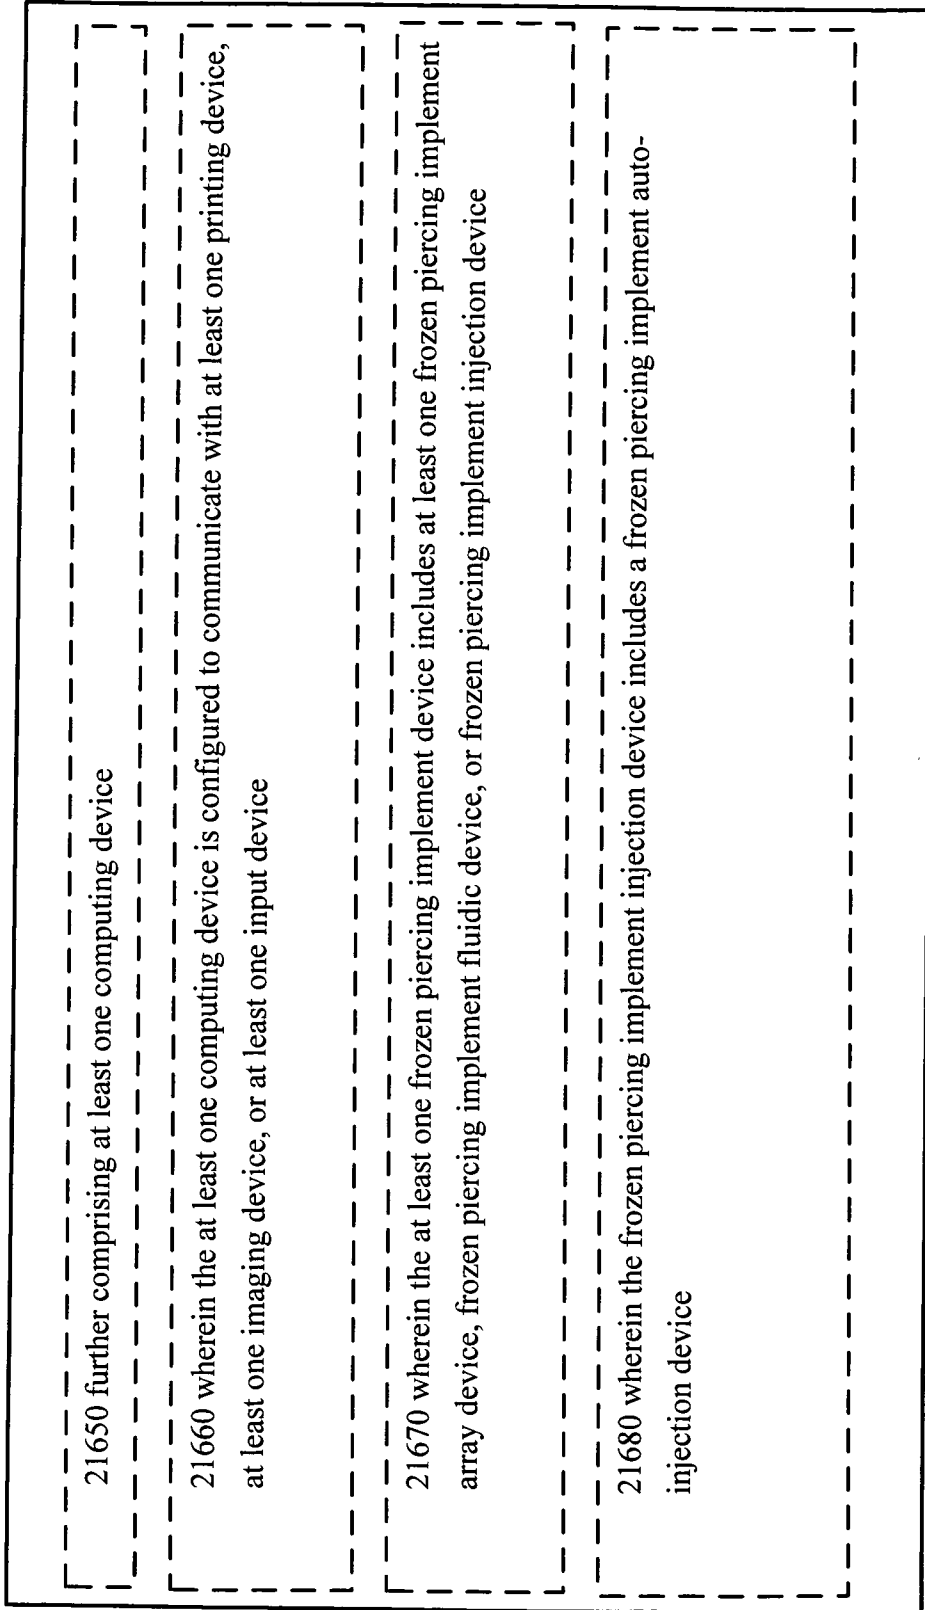 21650 further comprising at least one computing device
21660 wherein the at least one computing device is configured to communicate with at least one printing device,
at least one imaging device, or at least one input device
21670 wherein the at least one frozen piercing implement device includes at least one frozen piercing implement
array device, frozen piercing implement fluidic device, or frozen piercing implement injection device
21680 wherein the frozen piercing implement injection device includes a frozen piercing implement auto-
injection device